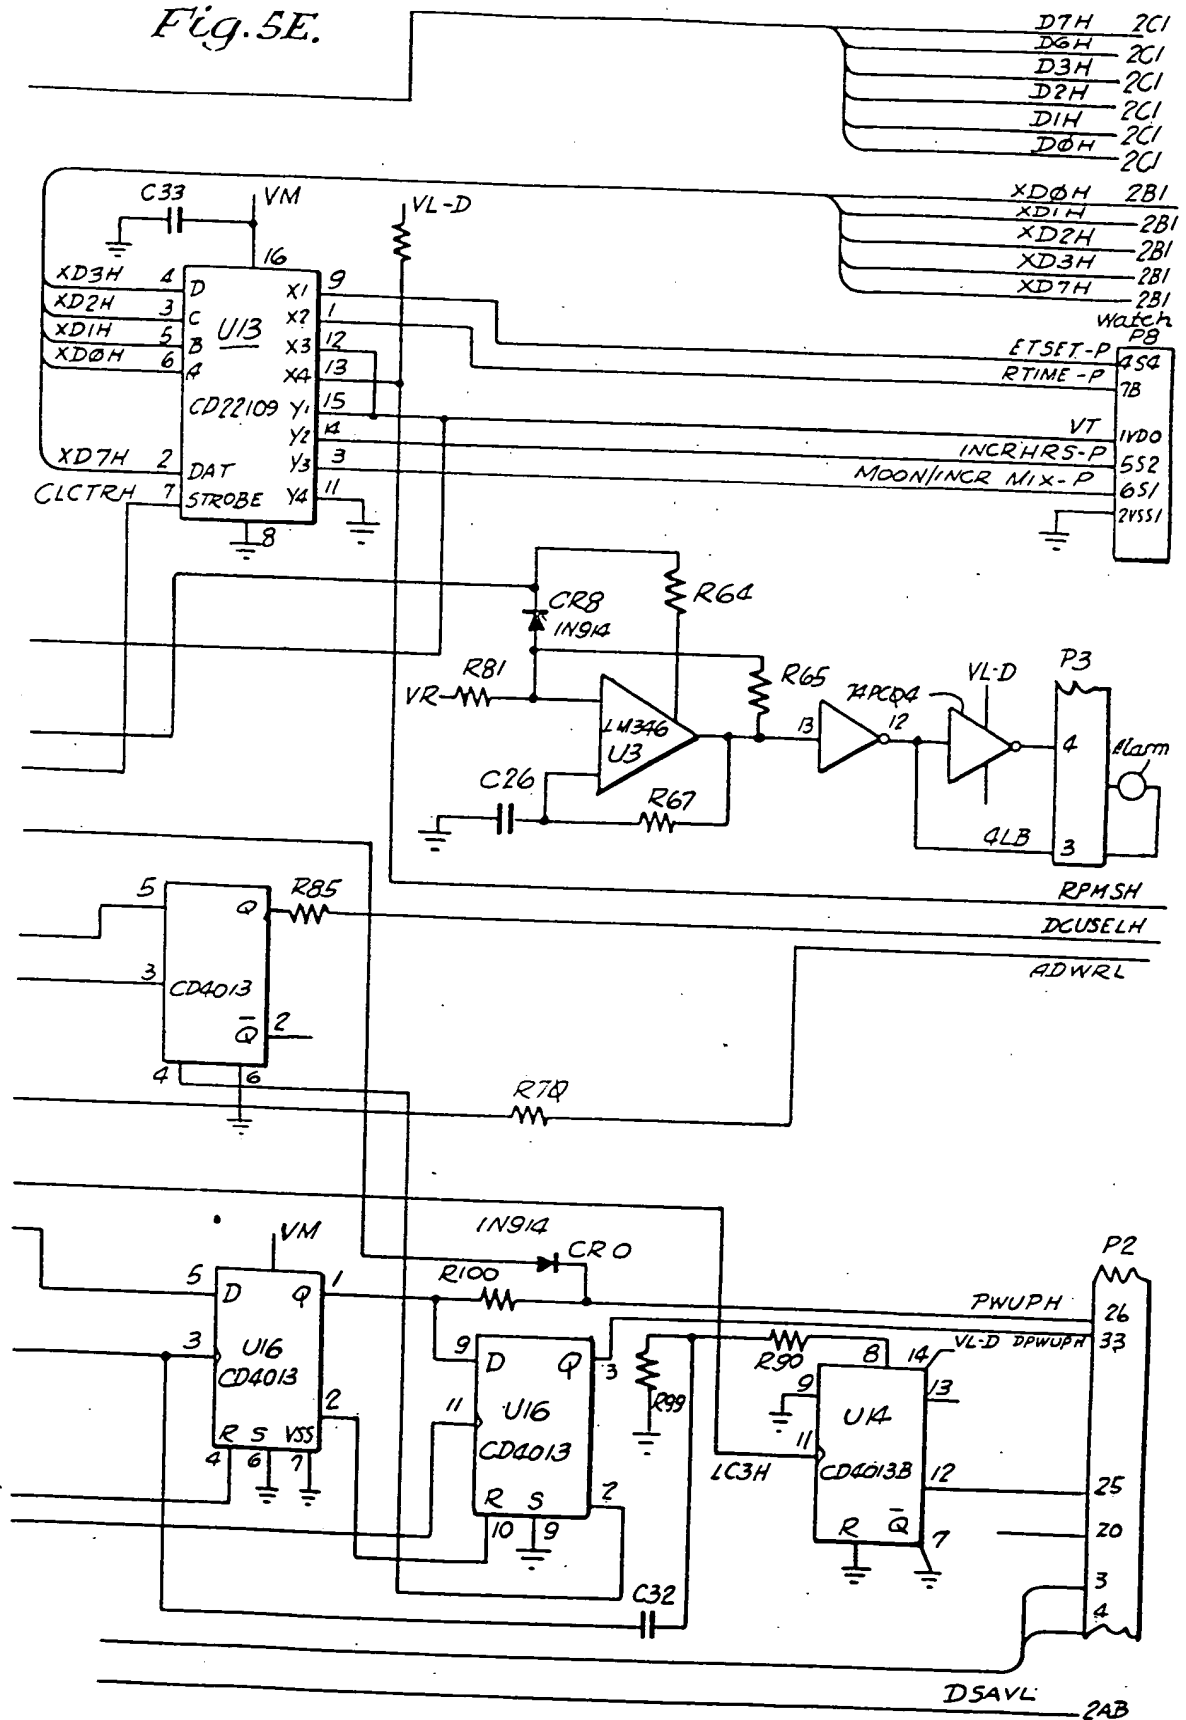 Fig. 5E.
D7H 2C1
D6H 2C1
D3H 2C1
D2H 2C1
D1H 2C1
DØH 2C1
C33 VM VL-D
XDØH 2B1
XD1H 2B1
XD2H 2B1
XD3H 2B1
XD7H 2B1
16
XD3H 4 D X1 9
XD2H 3 C X2 1
XD1H 5 B U13 X3 12
XDØH 6 A X4 13
CD22109 Y1 15
Y2 14
XD7H 2 DAT Y3 3
CLCTRH 7 STROBE Y4 11
8
Watch
P8
ETSET-P 4S4
RTIME-P 7B
VT 1VDD
INCRHRS-P 5S2
MOON/INCR MIX-P 6S1
2VSS1
CR8
1N914
R64
R81
VR
R65
LM346
U3
C26
R67
13 12
VL-D
P3
4
Alarm
4LB 3
RPMSH
DCUSELH
ADWRL
5 Q R85
3 CD4013
Q 2
4 6
R7Ø
VM
1N914
CR0
R100
P2
PWUPH 26
VL-D DPWUPH 33
5 D Q 1
3 U16
CD4013
2
R S VSS
4 6 7
9 D Q 3
11 U16
CD4013
R S 2
10 9
R99
R90
8 14
9 13
U14
11
LC3H CD4013B 12 25
R Q 7
20
3
4
C32
DSAVL 2AB